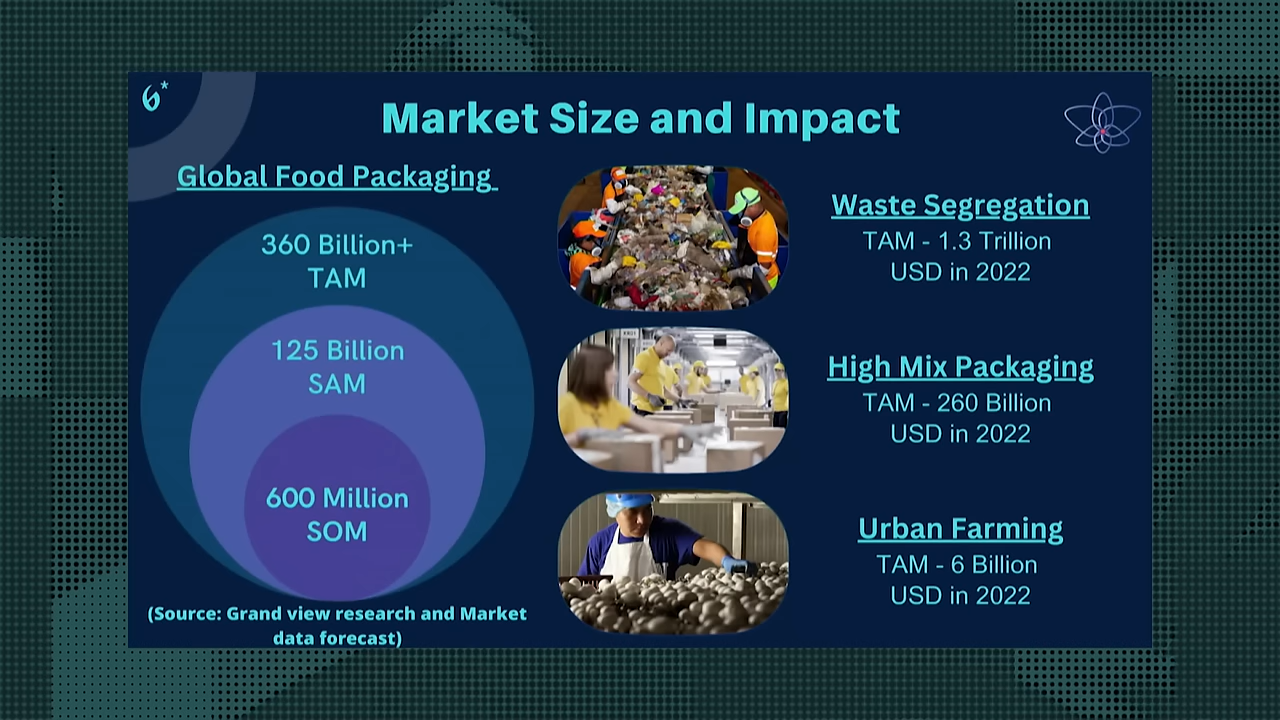 6*
Market Size and Impact
Global Food Packaging
360 Billion+
TAM
125 Billion
SAM
600 Million
SOM
(Source: Grand view research and Market
data forecast)
Waste Segregation
TAM - 1.3 Trillion
USD in 2022
High Mix Packaging
TAM - 260 Billion
USD in 2022
Urban Farming
TAM - 6 Billion
USD in 2022